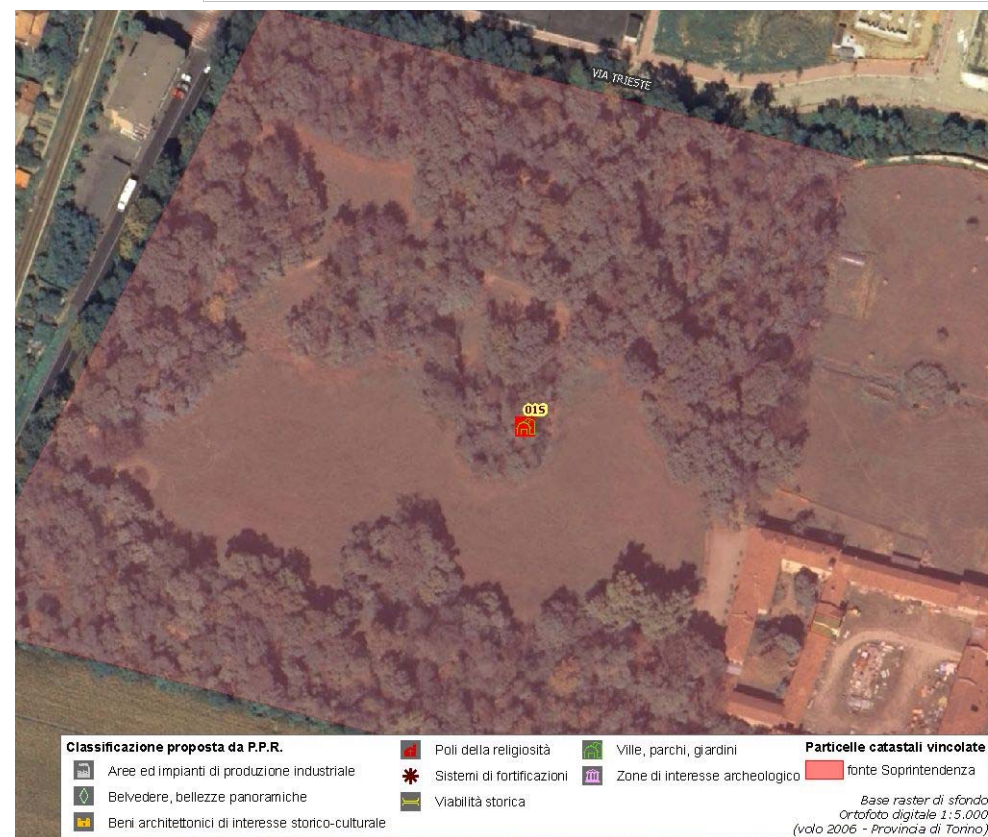 VIA TRIESTE
01S
Classificazione proposta da P.P.R.
Aree ed impianti di produzione industriale
Belvedere, bellezze panoramiche
Beni architettonici di interesse storico-culturale
Poli della religiosità
Sistemi di fortificazioni
Viabilità storica
Ville, parchi, giardini
Zone di interesse archeologico
Particelle catastali vincolate
fonte Soprintendenza
Base raster di sfondo
Ortofoto digitale 1:5.000
(volo 2006 - Provincia di Torino)